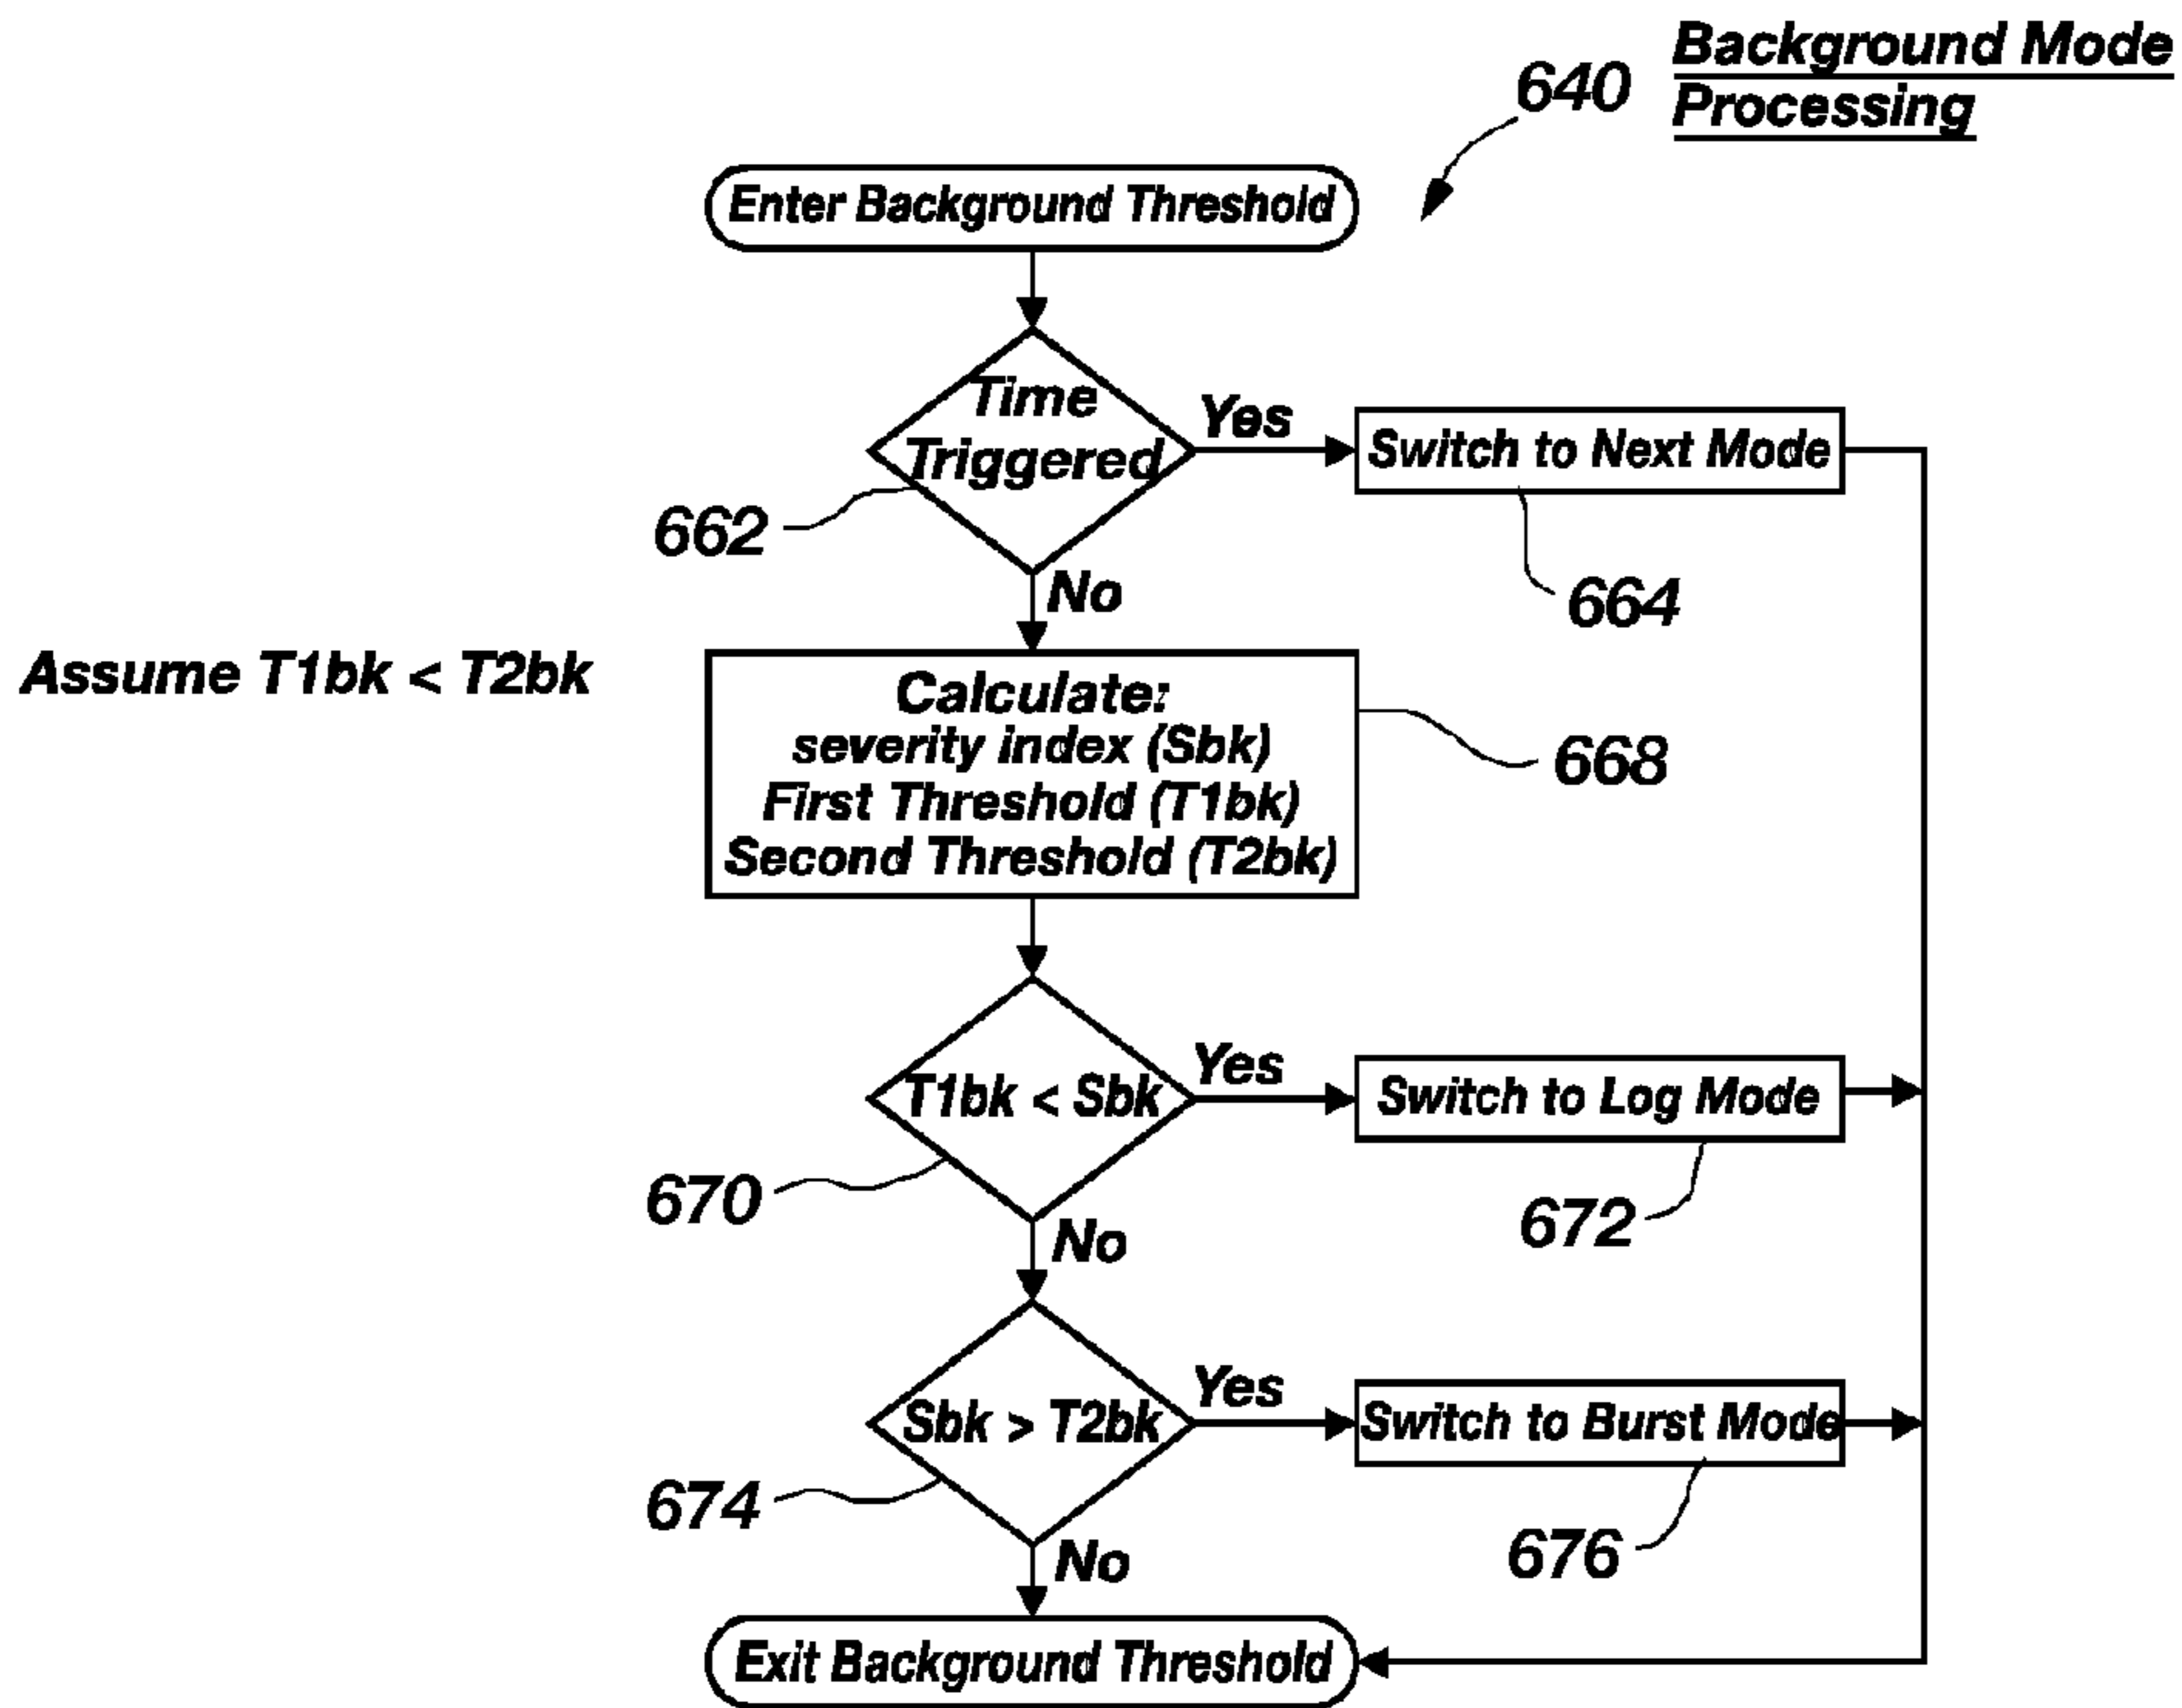 Background Mode
Processing
640
Enter Background Threshold
Time
Triggered
Yes
Switch to Next Mode
662
664
No
Assume T1bk < T2bk
Calculate:
severity index (Sbk)
First Threshold (T1bk)
Second Threshold (T2bk)
668
T1bk < Sbk
Yes
Switch to Log Mode
670
672
No
Sbk > T2bk
Yes
Switch to Burst Mode
674
676
No
Exit Background Threshold